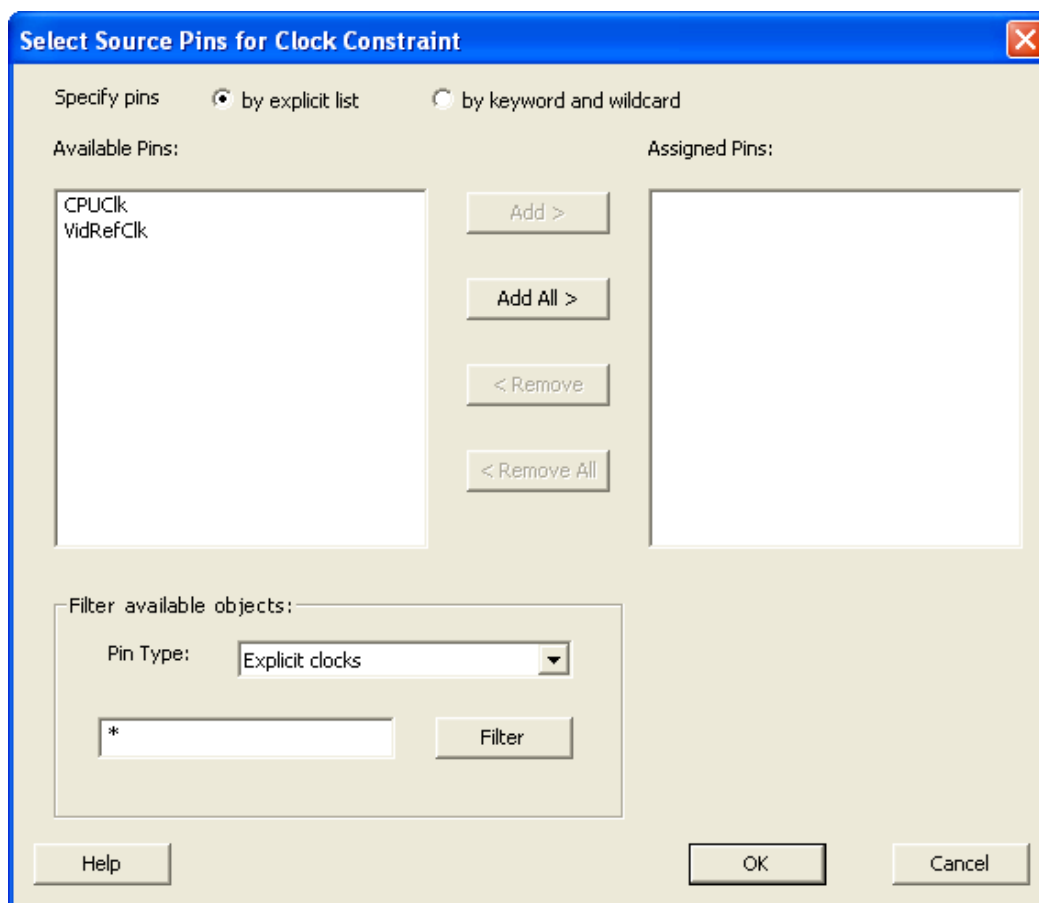 Select Source Pins for Clock Constraint
Specify pins by explicit list by keyword and wildcard
Available Pins: Assigned Pins:
CPUClk
VidRefClk
Add >
Add All >
< Remove
< Remove All
Filter available objects:
Pin Type: Explicit clocks
* Filter
Help OK Cancel